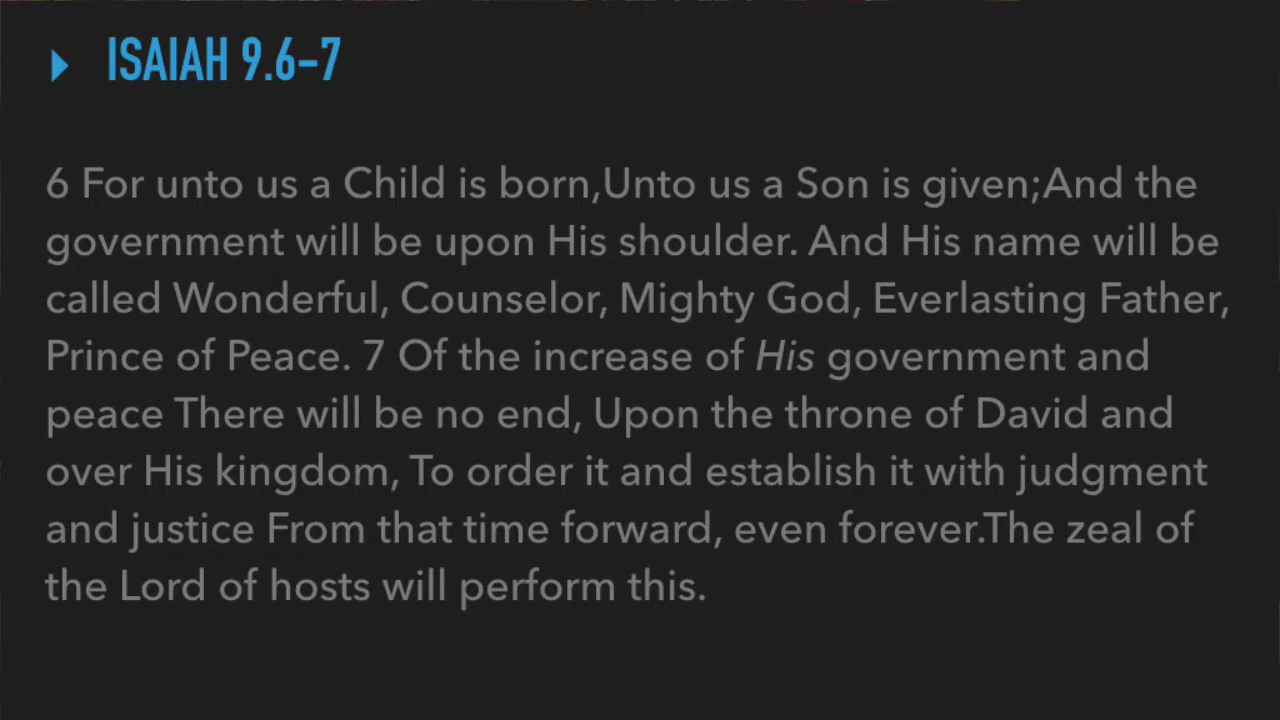 ISAIAH 9.6–7
6 For unto us a Child is born,Unto us a Son is given;And the
government will be upon His shoulder. And His name will be
called Wonderful, Counselor, Mighty God, Everlasting Father,
Prince of Peace. 7 Of the increase of His government and
peace There will be no end, Upon the throne of David and
over His kingdom, To order it and establish it with judgment
and justice From that time forward, even forever.The zeal of
the Lord of hosts will perform this.